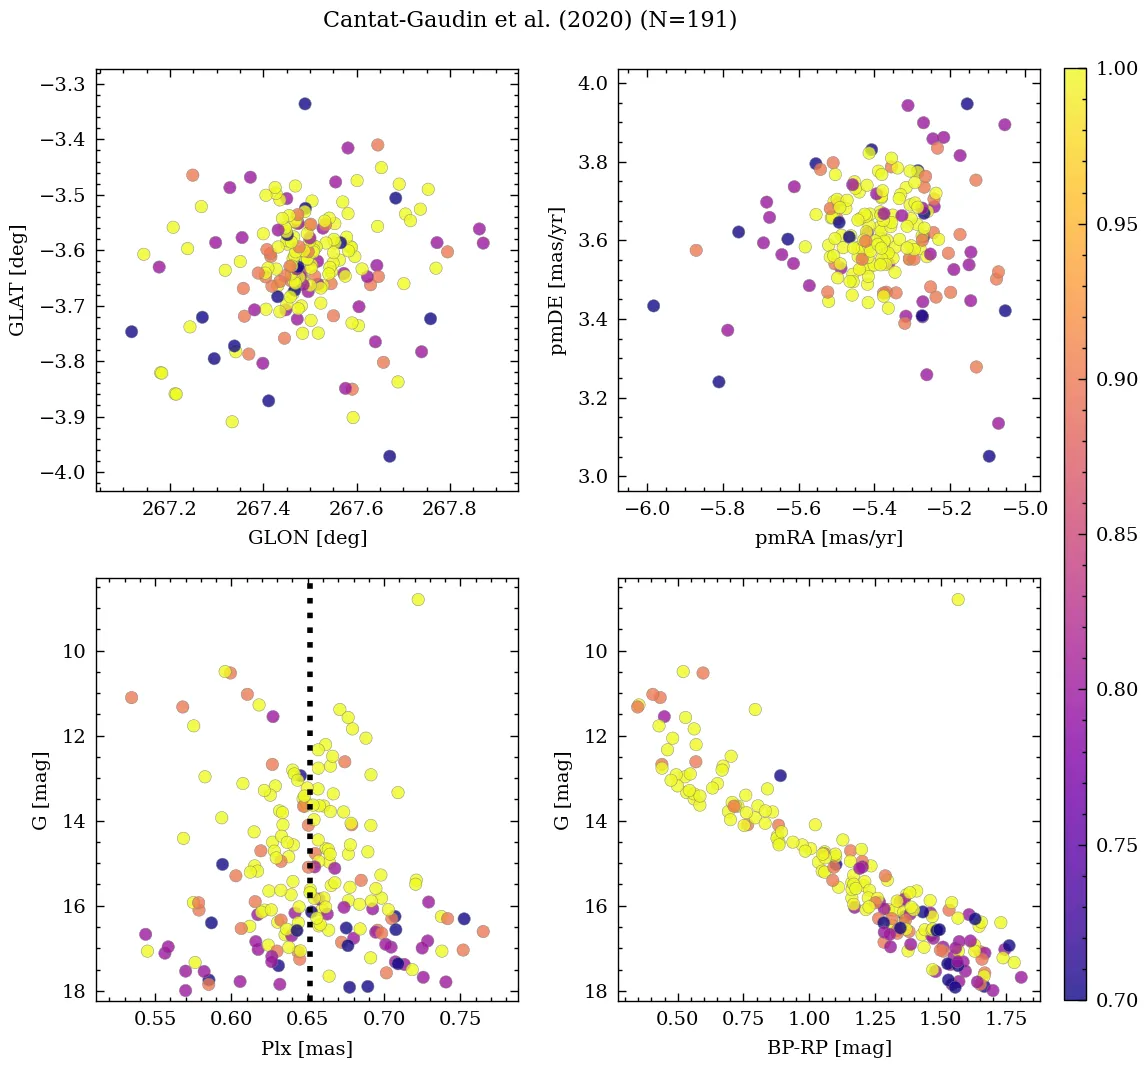 Cantat-Gaudin et al. (2020) (N=191)
−3.3
−3.4
−3.5
−3.6
−3.7
−3.8
−3.9
−4.0
GLAT [deg]
267.2 267.4 267.6 267.8
GLON [deg]
4.0
3.8
3.6
3.4
3.2
3.0
pmDE [mas/yr]
−6.0 −5.8 −5.6 −5.4 −5.2 −5.0
pmRA [mas/yr]
10
12
14
16
18
G [mag]
0.55 0.60 0.65 0.70 0.75
Plx [mas]
10
12
14
16
18
G [mag]
0.50 0.75 1.00 1.25 1.50 1.75
BP-RP [mag]
1.00
0.95
0.90
0.85
0.80
0.75
0.70